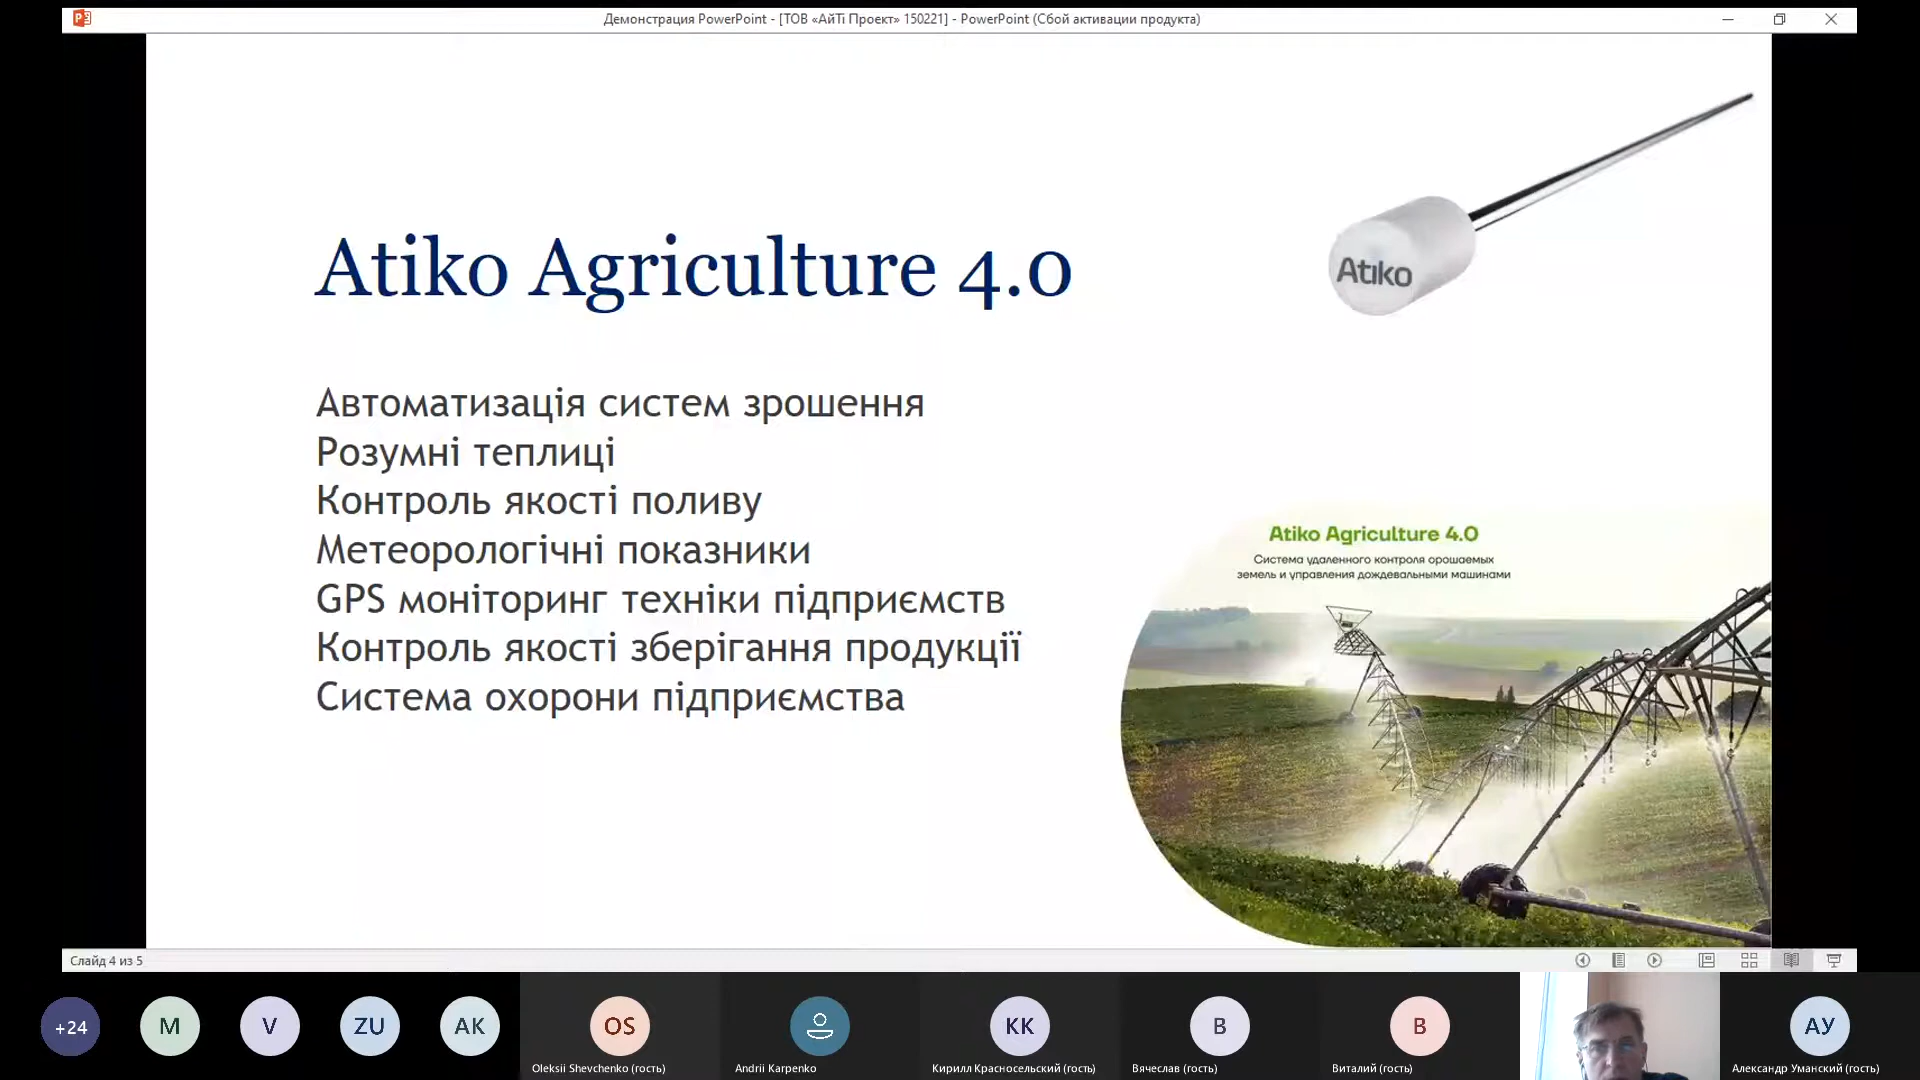 Демонстрация PowerPoint - [ТОВ «АйТі Проект» 150221] - PowerPoint (Сбой активации продукта)
Atiko
Atiko Agriculture 4.0
Автоматизація систем зрошення
Розумні теплиці
Контроль якості поливу
Метеорологічні показники
GPS моніторинг техніки підприємств
Контроль якості зберігання продукції
Система охорони підприємства
Atiko Agriculture 4.0
Система удаленного контроля орошаемых
земель и управления дождевальными машинами
Слайд 4 из 5
+24
M
V
ZU
AK
OS
КК
В
В
АУ
Oleksii Shevchenko (гость)
Andrii Karpenko
Кирилл Красносельский (гость)
Вячеслав (гость)
Виталий (гость)
Александр Уманский (гость)